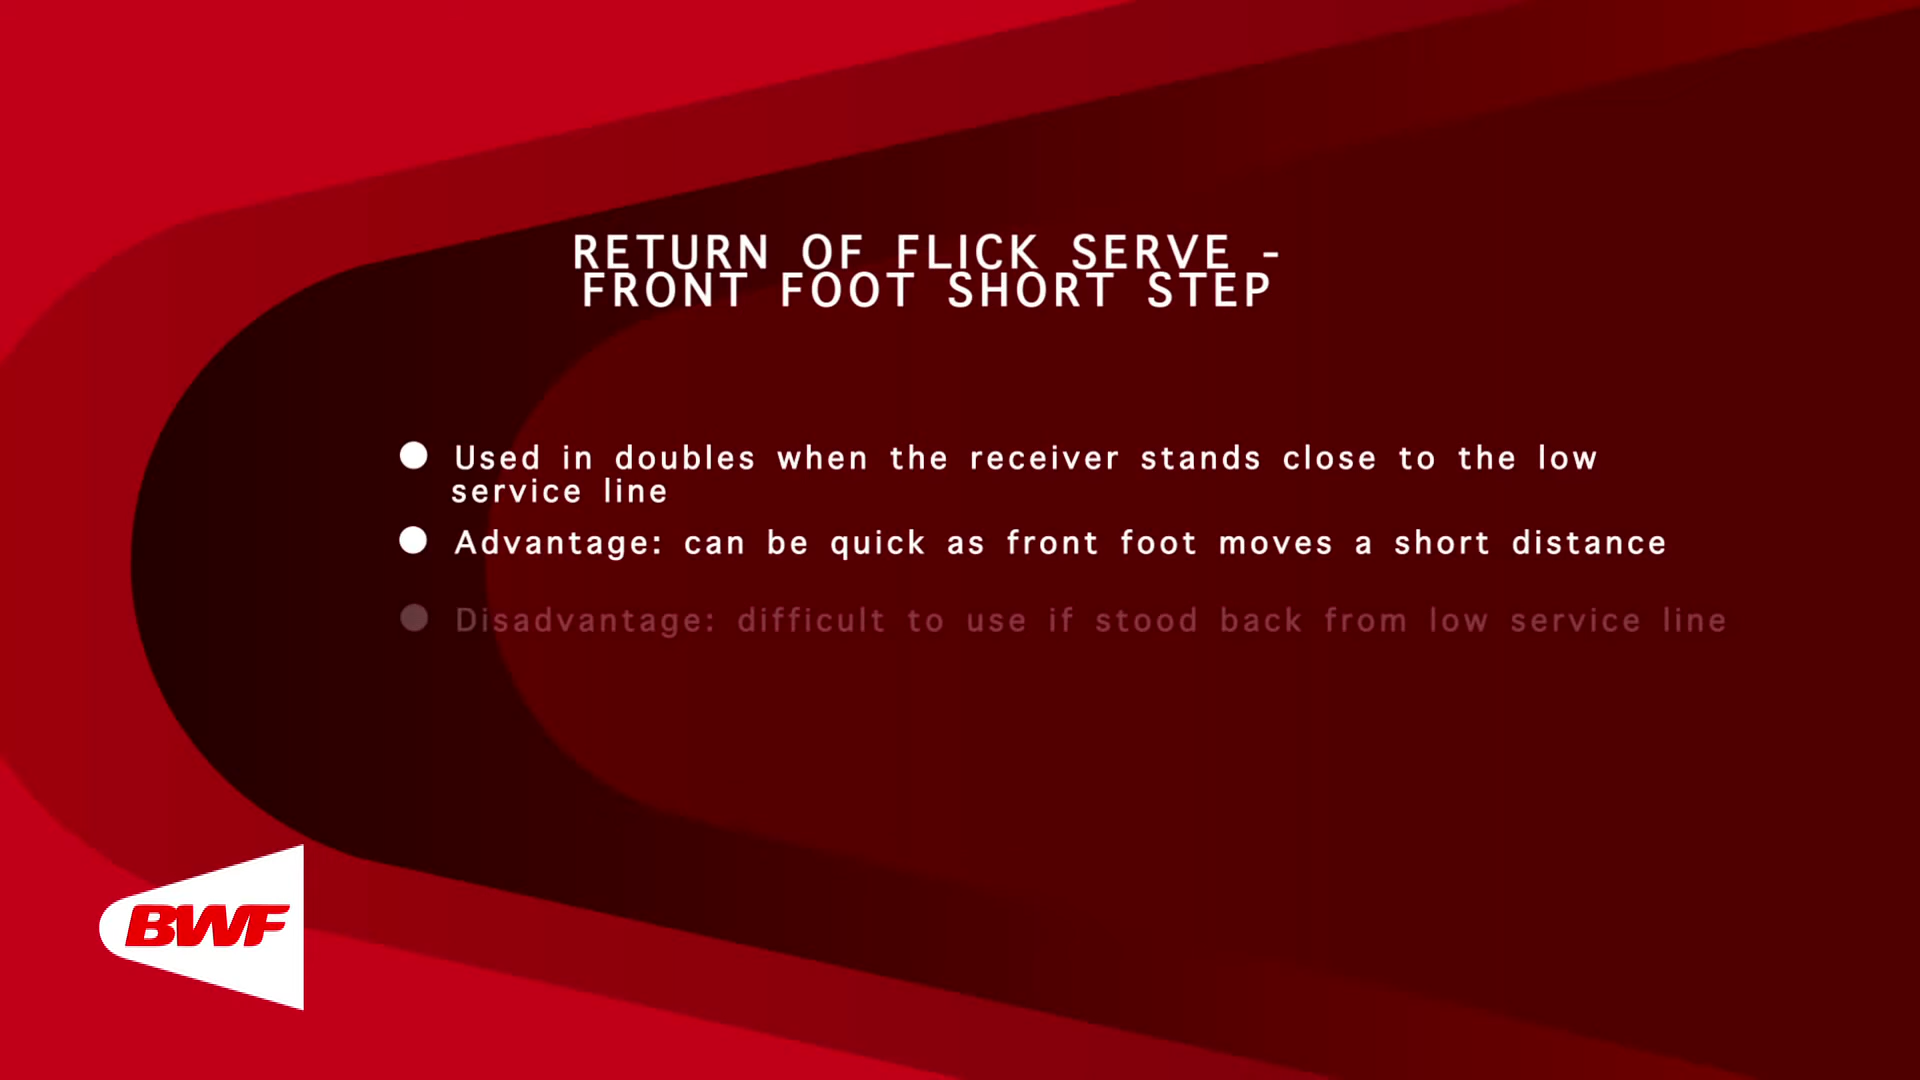 RETURN OF FLICK SERVE -
FRONT FOOT SHORT STEP
● Used in doubles when the receiver stands close to the low
service line
● Advantage: can be quick as front foot moves a short distance
● Disadvantage: difficult to use if stood back from low service line
BWF